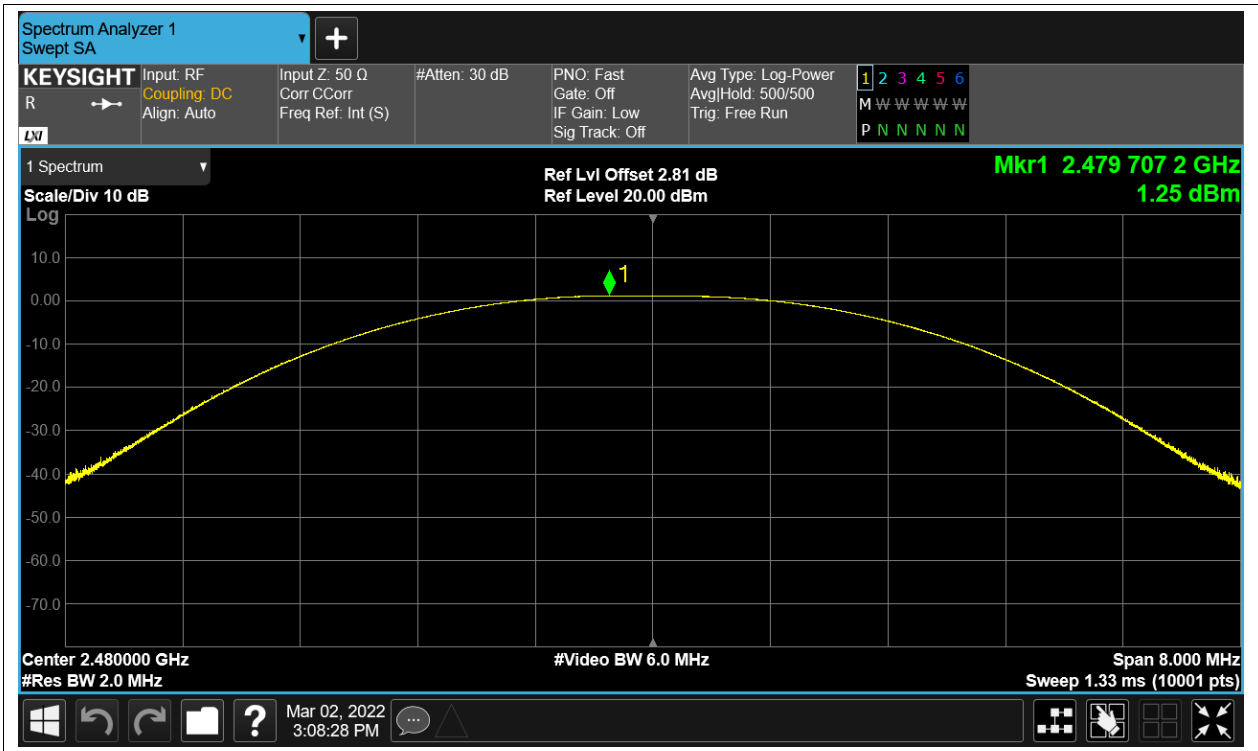 Spectrum Analyzer 1
Swept SA
KEYSIGHT
R
LXI
Input: RF
Coupling: DC
Align: Auto
Input Z: 50 Ω
Corr CCorr
Freq Ref: Int (S)
#Atten: 30 dB
PNO: Fast
Gate: Off
IF Gain: Low
Sig Track: Off
Avg Type: Log-Power
Avg|Hold: 500/500
Trig: Free Run
1 2 3 4 5 6
M W W W W W
P N N N N N
1 Spectrum
Scale/Div 10 dB
Log
Ref Lvl Offset 2.81 dB
Ref Level 20.00 dBm
Mkr1 2.479 707 2 GHz
1.25 dBm
1
10.0
0.00
-10.0
-20.0
-30.0
-40.0
-50.0
-60.0
-70.0
Center 2.480000 GHz
#Res BW 2.0 MHz
#Video BW 6.0 MHz
Span 8.000 MHz
Sweep 1.33 ms (10001 pts)
?
Mar 02, 2022
3:08:28 PM